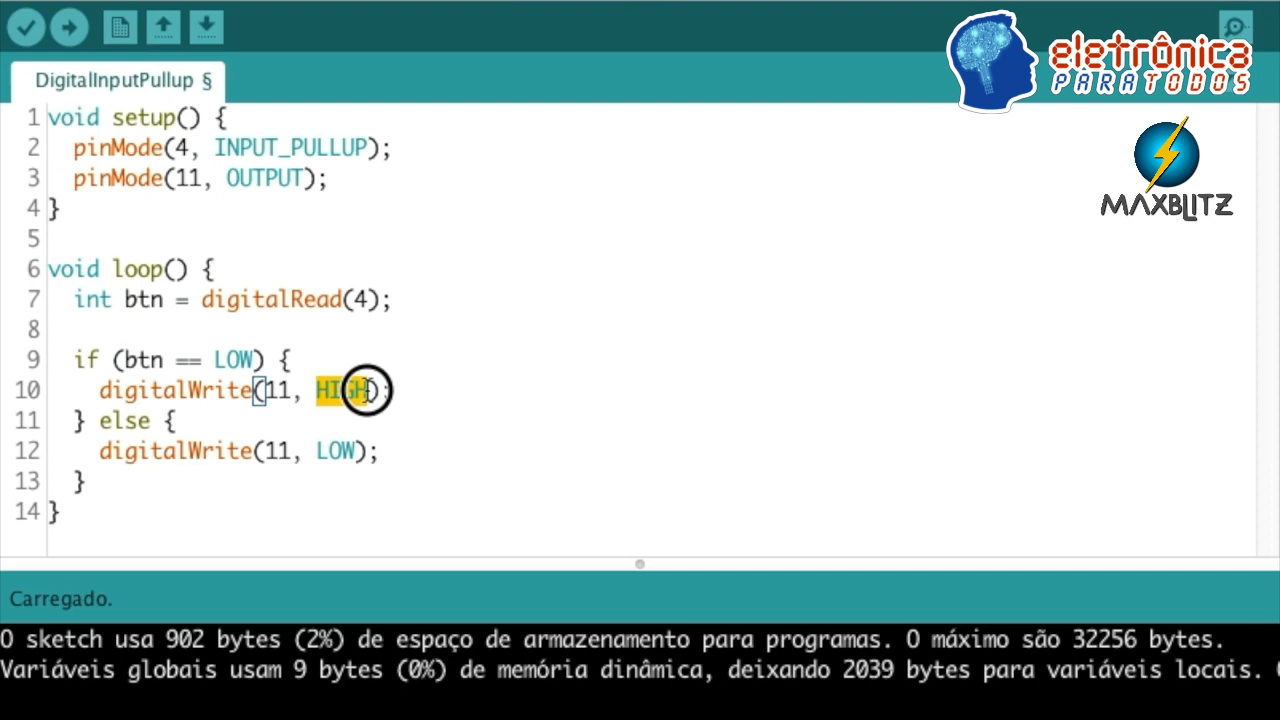 eletrônica
PARATODOS
DigitalInputPullup §
MAXBLITZ
1 void setup() {
2 pinMode(4, INPUT_PULLUP);
3 pinMode(11, OUTPUT);
4 }
5
6 void loop() {
7 int btn = digitalRead(4);
8
9 if (btn == LOW) {
10 digitalWrite(11, HIGH);
11 } else {
12 digitalWrite(11, LOW);
13 }
14 }
Carregado.
O sketch usa 902 bytes (2%) de espaço de armazenamento para programas. O máximo são 32256 bytes.
Variáveis globais usam 9 bytes (0%) de memória dinâmica, deixando 2039 bytes para variáveis locais.